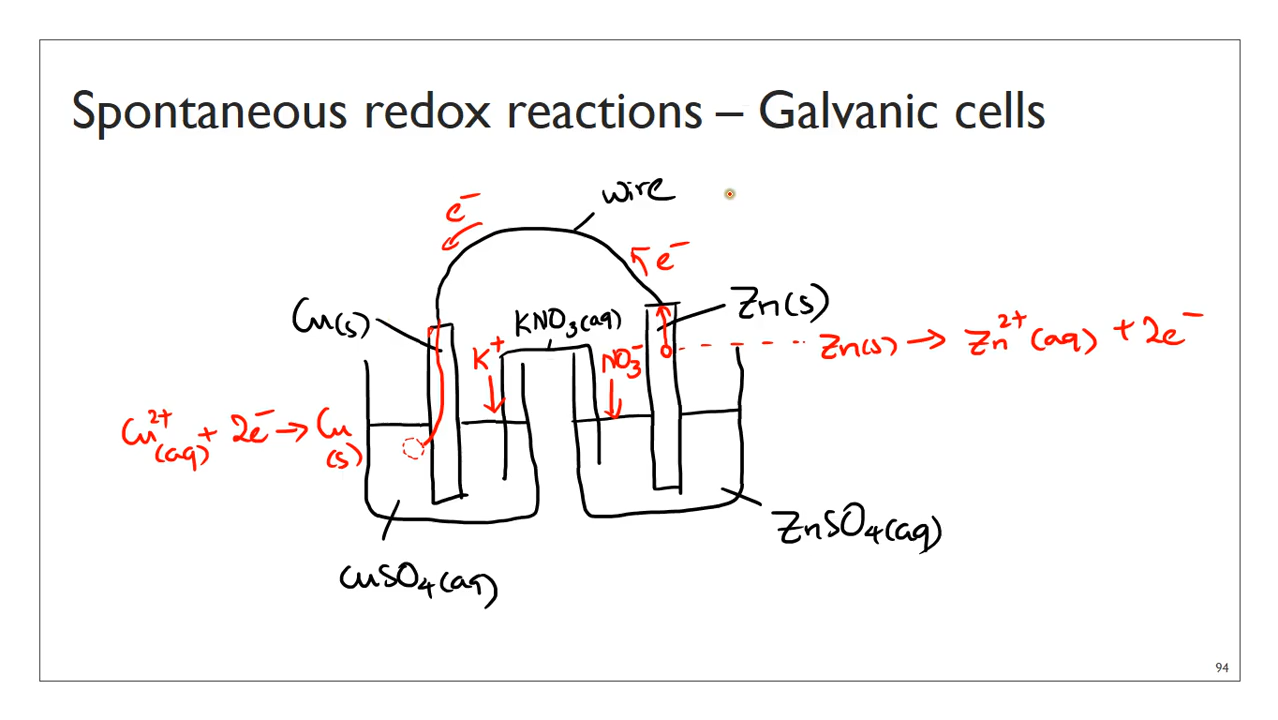 Spontaneous redox reactions – Galvanic cells
wire
e⁻
e⁻
Cu(s)
KNO₃(aq)
Zn(s)
K⁺
NO₃⁻
Zn(s) → Zn²⁺(aq) + 2e⁻
Cu²⁺(aq) + 2e⁻ → Cu(s)
ZnSO₄(aq)
CuSO₄(aq)
94